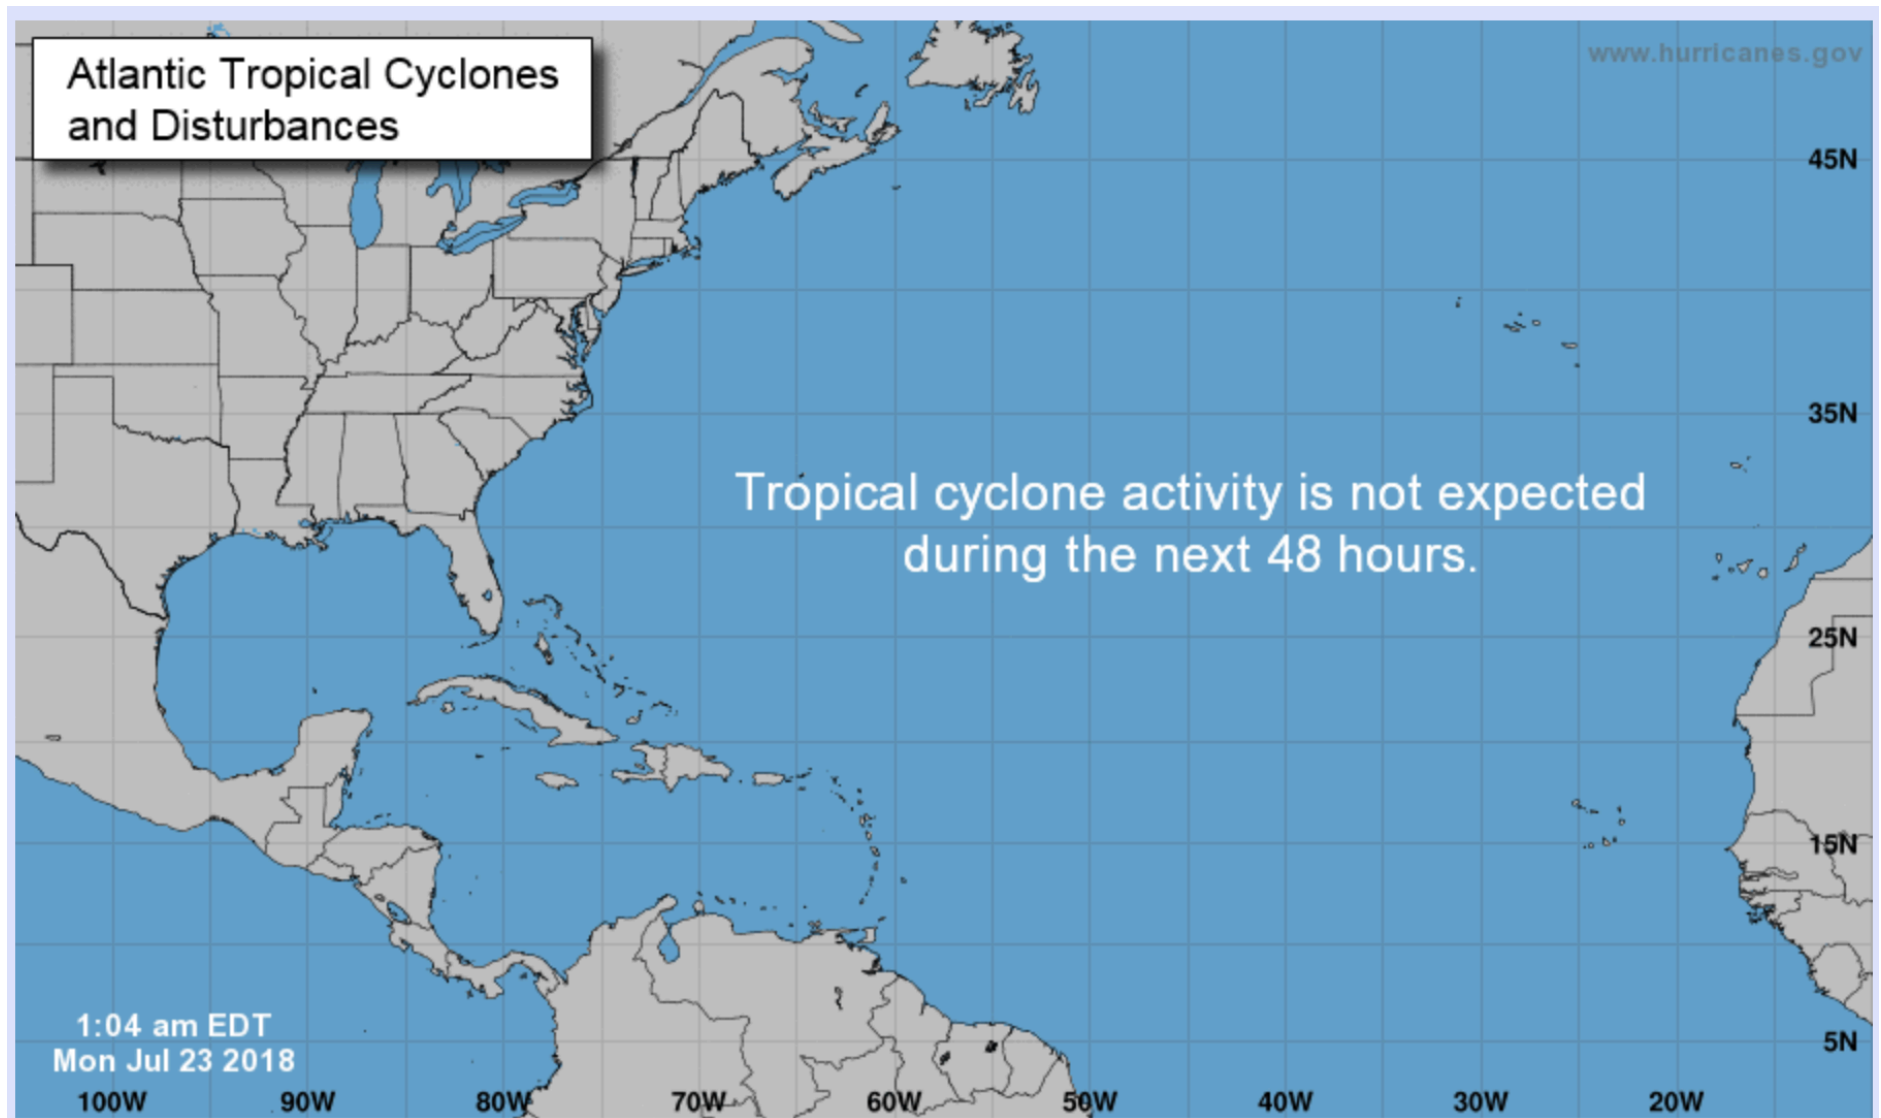 Atlantic Tropical Cyclones
and Disturbances
www.hurricanes.gov
45N
35N
Tropical cyclone activity is not expected
during the next 48 hours.
25N
15N
1:04 am EDT
Mon Jul 23 2018
5N
100W 90W 80W 70W 60W 50W 40W 30W 20W